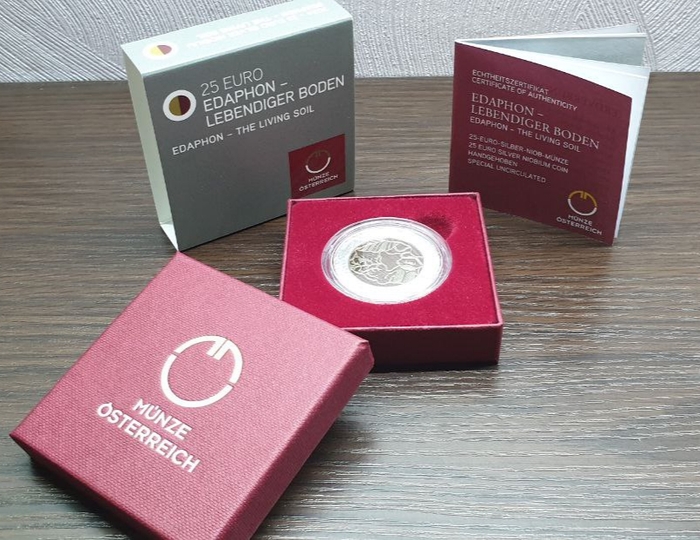 25 EURO
EDAPHON –
LEBENDIGER BODEN
EDAPHON – THE LIVING SOIL
MÜNZE
ÖSTERREICH
ECHTHEITSZERTIFIKAT
CERTIFICATE OF AUTHENTICITY
EDAPHON –
LEBENDIGER BODEN
EDAPHON – THE LIVING SOIL
25-EURO-SILBER-NIOB-MÜNZE
25 EURO SILVER NIOBIUM COIN
HANDGEHOBEN
SPECIAL UNCIRCULATED
MÜNZE
ÖSTERREICH
MÜNZE
ÖSTERREICH